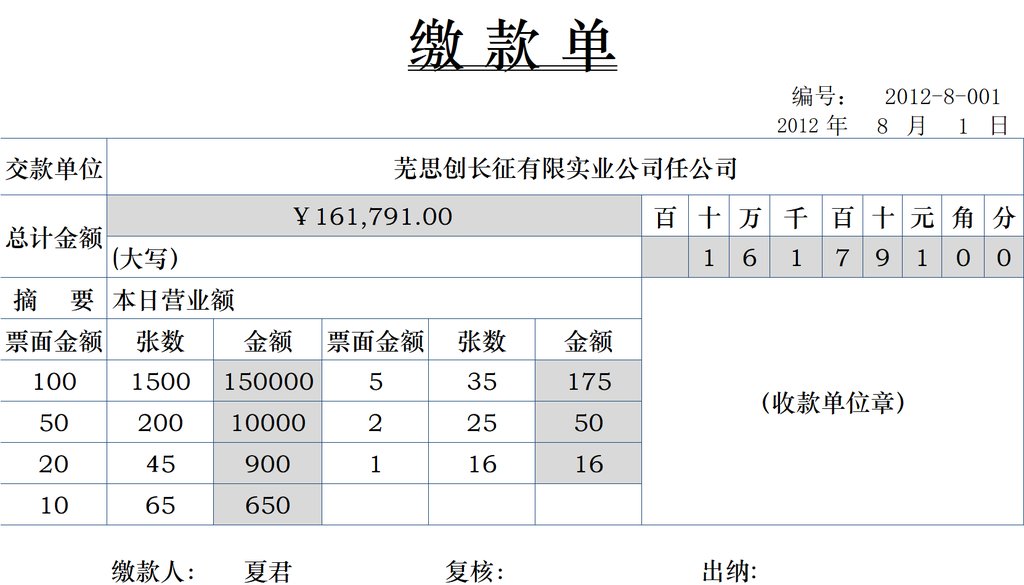 缴 款 单
编号： 2012-8-001
2012 年 8 月 1 日
交款单位 芜思创长征有限实业公司任公司
总计金额 ￥161,791.00 百 十 万 千 百 十 元 角 分
(大写) 1 6 1 7 9 1 0 0
摘 要 本日营业额
票面金额 张数 金额 票面金额 张数 金额
100 1500 150000 5 35 175
(收款单位章)
50 200 10000 2 25 50
20 45 900 1 16 16
10 65 650
缴款人： 夏君 复核： 出纳: